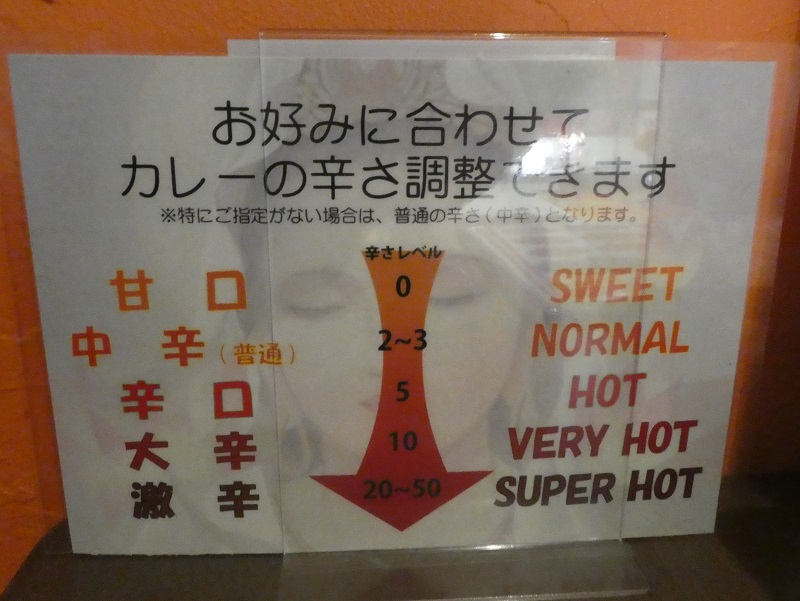 お好みに合わせて
カレーの辛さ調整できます
※特にご指定がない場合は、普通の辛さ(中辛)となります。
辛さレベル
甘口 0 SWEET
中辛(普通) 2~3 NORMAL
辛口 5 HOT
大辛 10 VERY HOT
激辛 20~50 SUPER HOT